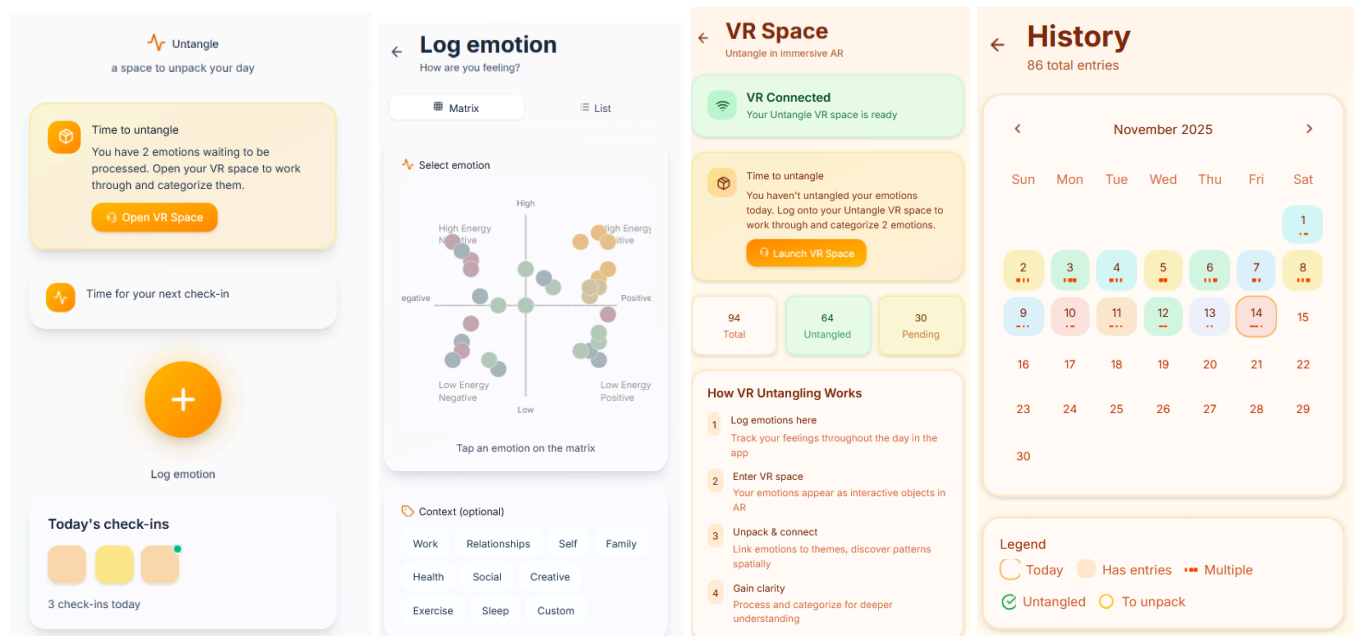 Untangle
a space to unpack your day
Time to untangle
You have 2 emotions waiting to be
processed. Open your VR space to work
through and categorize them.
Open VR Space
Time for your next check-in
Log emotion
Today's check-ins
3 check-ins today
Log emotion
How are you feeling?
Matrix
List
Select emotion
High
High Energy
High Energy
egative
Positive
Low Energy
Negative
Low Energy
Positive
Low
Tap an emotion on the matrix
Context (optional)
Work Relationships Self Family
Health Social Creative
Exercise Sleep Custom
VR Space
Untangle in immersive AR
VR Connected
Your Untangle VR space is ready
Time to untangle
You haven't untangled your emotions
today. Log onto your Untangle VR space to
work through and categorize 2 emotions.
Launch VR Space
94 64 30
Total Untangled Pending
How VR Untangling Works
1 Log emotions here
Track your feelings throughout the day in the
app
2 Enter VR space
Your emotions appear as interactive objects in
AR
3 Unpack & connect
Link emotions to themes, discover patterns
spatially
4 Gain clarity
Process and categorize for deeper
understanding
History
86 total entries
November 2025
Sun Mon Tue Wed Thu Fri Sat
1
2 3 4 5 6 7 8
9 10 11 12 13 14 15
16 17 18 19 20 21 22
23 24 25 26 27 28 29
30
Legend
Today Has entries Multiple
Untangled To unpack